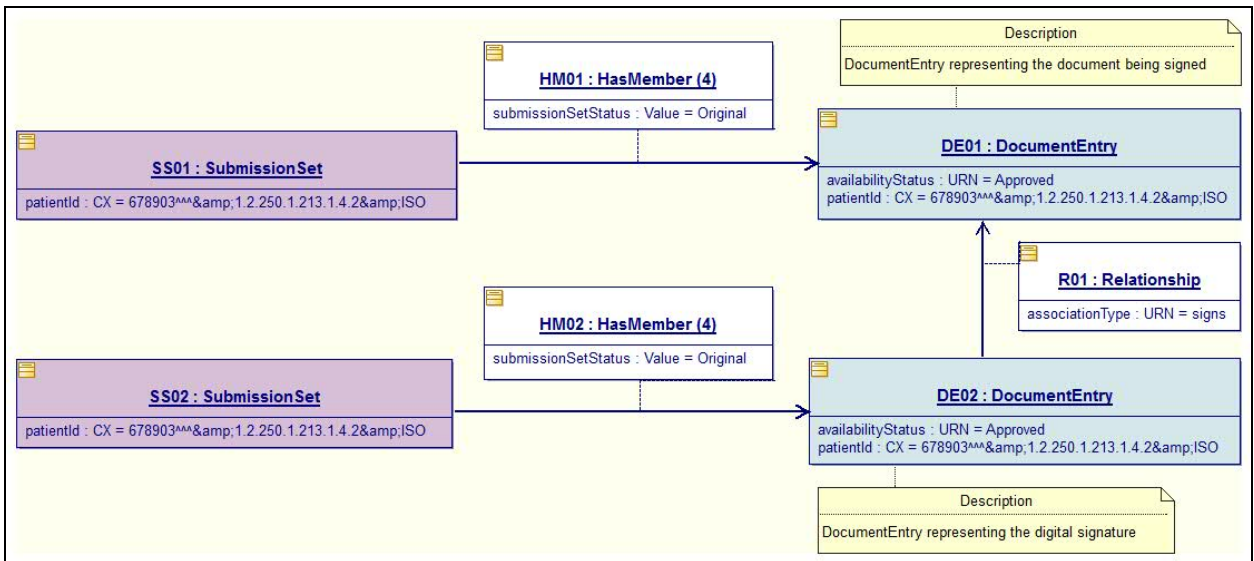 Description
DocumentEntry representing the document being signed
HM01 : HasMember (4)
submissionSetStatus : Value = Original
SS01 : SubmissionSet
patientId : CX = 678903^^^&amp;1.2.250.1.213.1.4.2&amp;ISO
DE01 : DocumentEntry
availabilityStatus : URN = Approved
patientId : CX = 678903^^^&amp;1.2.250.1.213.1.4.2&amp;ISO
R01 : Relationship
associationType : URN = signs
HM02 : HasMember (4)
submissionSetStatus : Value = Original
SS02 : SubmissionSet
patientId : CX = 678903^^^&amp;1.2.250.1.213.1.4.2&amp;ISO
DE02 : DocumentEntry
availabilityStatus : URN = Approved
patientId : CX = 678903^^^&amp;1.2.250.1.213.1.4.2&amp;ISO
Description
DocumentEntry representing the digital signature